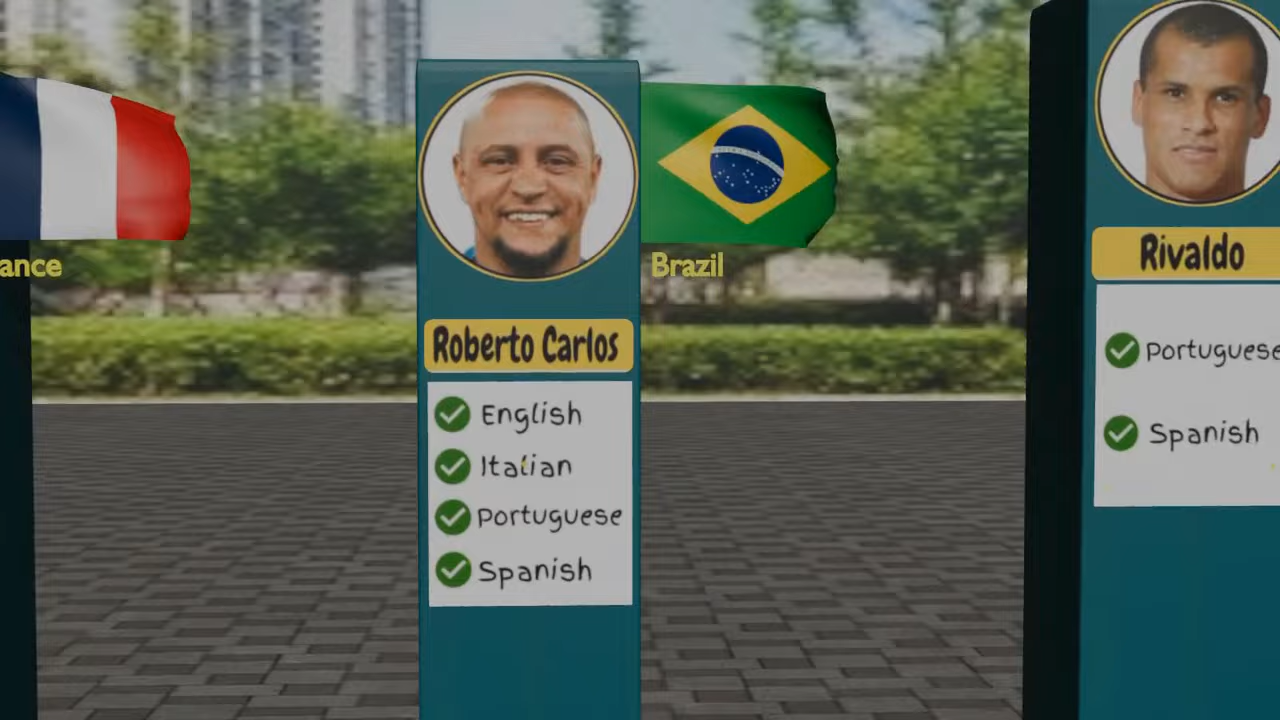 ance
Roberto Carlos
English
Italian
Portuguese
Spanish
Brazil
Rivaldo
Portuguese
Spanish